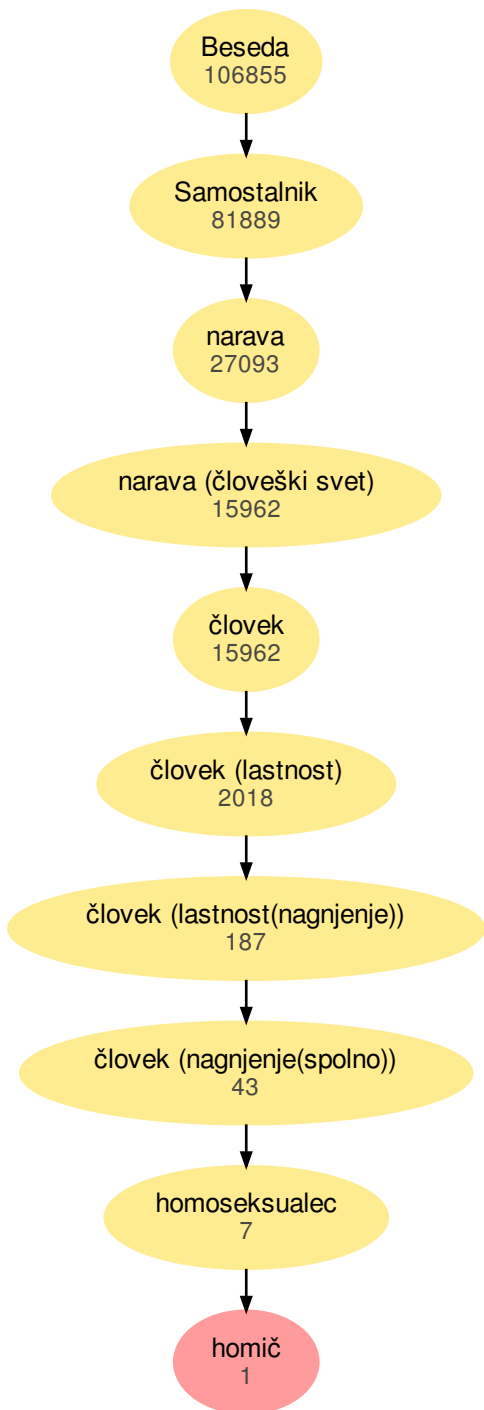 Beseda
106855
Samostalnik
81889
narava
27093
narava (človeški svet)
15962
človek
15962
človek (lastnost)
2018
človek (lastnost(nagnjenje))
187
človek (nagnjenje(spolno))
43
homoseksualec
7
homič
1